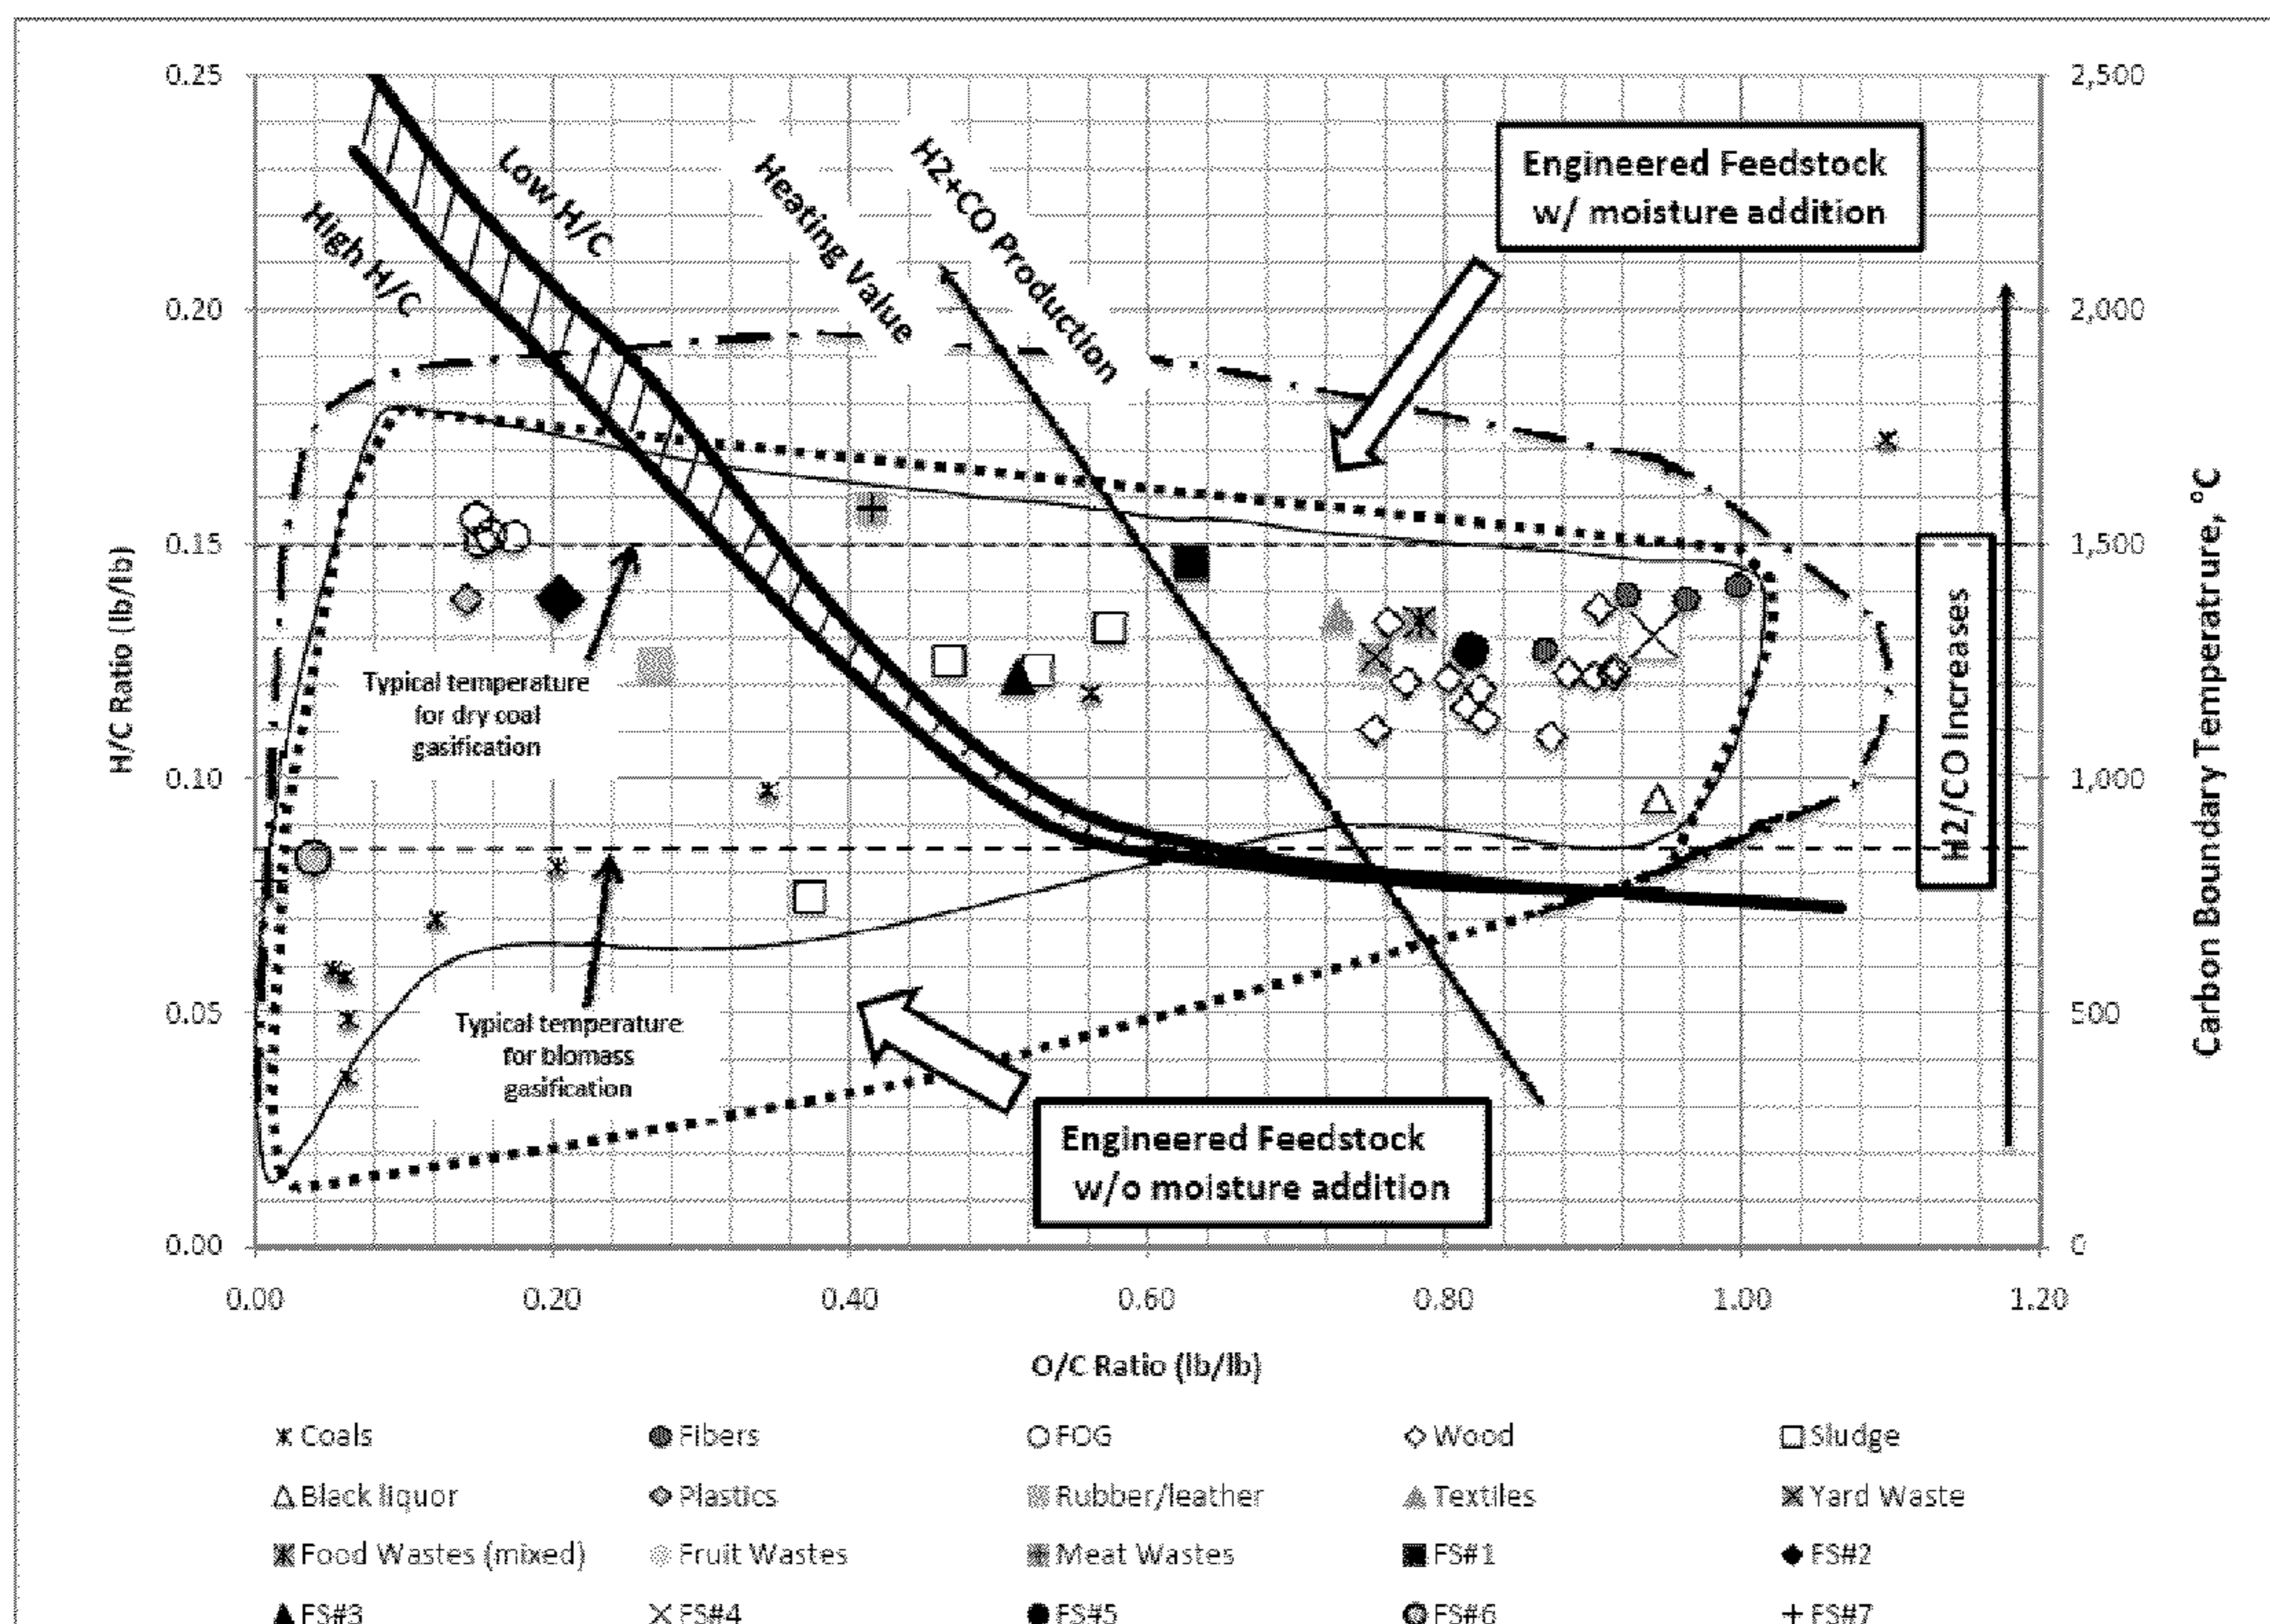 0.25
0.20
0.15
0.10
0.05
0.00
H/C Ratio (lb/lb)
2,500
2,000
1,500
1,000
500
0
Carbon Boundary Temperature, °C
Low H/C
High H/C
Heating Value
H2+CO Production
Engineered Feedstock
w/ moisture addition
Typical temperature
for dry coal
gasification
Typical temperature
for biomass
gasification
Engineered Feedstock
w/o moisture addition
H2/CO Increases
0.00 0.20 0.40 0.60 0.80 1.00 1.20
O/C Ratio (lb/lb)
Coals Fibers FOG Wood Sludge
Black liquor Plastics Rubber/leather Textiles Yard Waste
Food Wastes (mixed) Fruit Wastes Meat Wastes FS#1 FS#2
FS#3 FS#4 FS#5 FS#6 FS#7